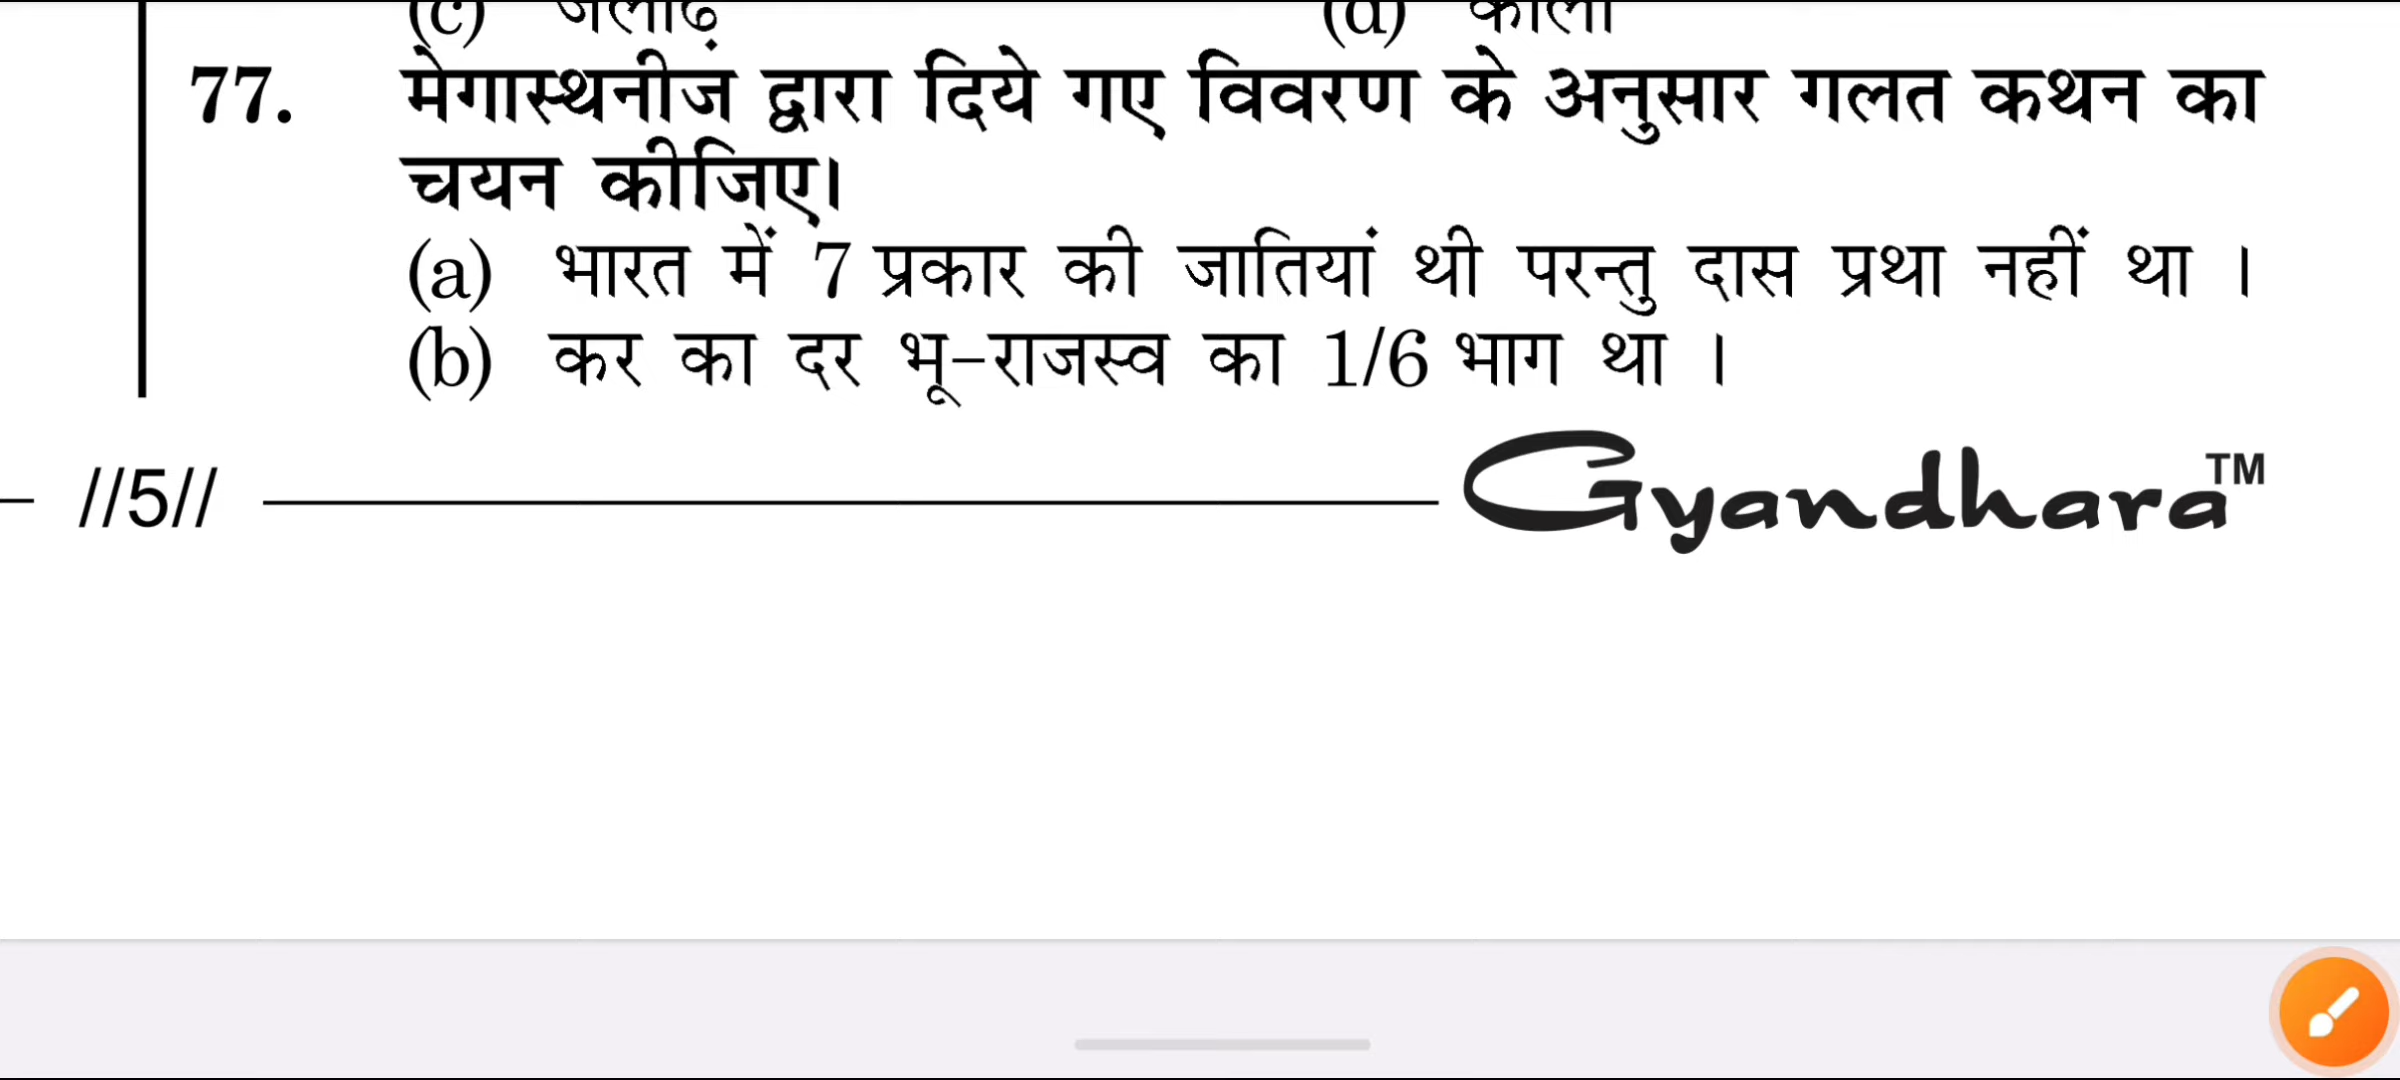 (c)
(d) काला
77. मेगास्थनीज़ द्वारा दिये गए विवरण के अनुसार गलत कथन का
चयन कीजिए।
(a) भारत में 7 प्रकार की जातियां थी परन्तु दास प्रथा नहीं था ।
(b) कर का दर भू-राजस्व का 1/6 भाग था ।
//5// Gyandhara™